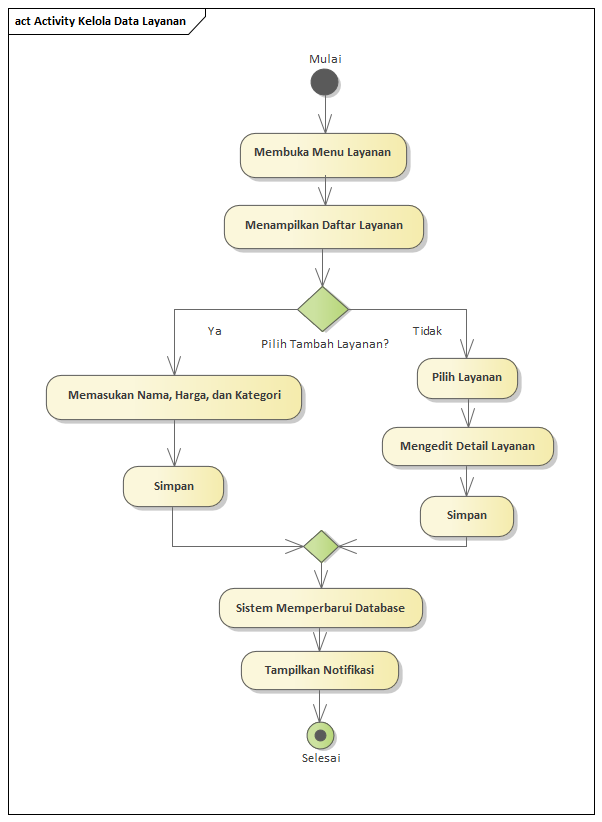 act Activity Kelola Data Layanan
Mulai
Membuka Menu Layanan
Menampilkan Daftar Layanan
Ya
Pilih Tambah Layanan?
Tidak
Memasukan Nama, Harga, dan Kategori
Simpan
Pilih Layanan
Mengedit Detail Layanan
Simpan
Sistem Memperbarui Database
Tampilkan Notifikasi
Selesai